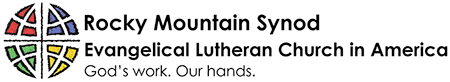 Rocky Mountain Synod
Evangelical Lutheran Church in America
God's work. Our hands.